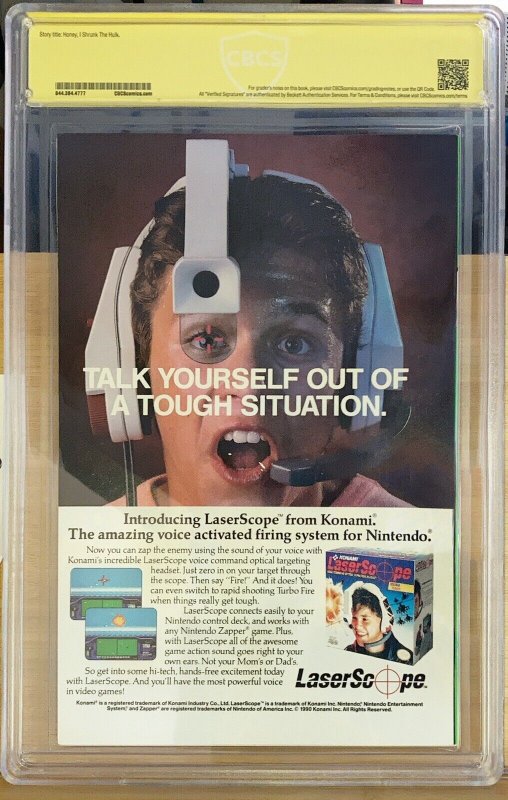 Story title: Honey, I Shrunk The Hulk.
CBCS
844.384.4777 CBCScomics.com
For grader's notes on this book, please visit CBCScomics.com/gradingnotes, or use the QR Code.
All "Verified Signatures" are authenticated by Beckett Authentication Services. For Terms & Conditions, please visit CBCScomics.com/terms
TALK YOURSELF OUT OF
A TOUGH SITUATION.
Introducing LaserScope™ from Konami®.
The amazing voice activated firing system for Nintendo®.
Now you can zap the enemy using the sound of your voice with
Konami's incredible LaserScope voice command optical targeting
headset. Just zero in on your target through
the scope. Then say "Fire!" And it does! You
can even switch to rapid shooting Turbo Fire
when things really get tough.
LaserScope connects easily to your
Nintendo control deck, and works with
any Nintendo Zapper® game. Plus,
with LaserScope all of the awesome
game action sounds go right to your
own ears. Not your Mom's or Dad's.
So get into some hi-tech, hands-free excitement today
with LaserScope. And you'll have the most powerful voice
in video games!
KONAMI
LaserScope
LaserScope™
Konami® is a registered trademark of Konami Industry Co., Ltd. LaserScope™ is a trademark of Konami Inc. Nintendo,® Nintendo Entertainment
System,® and Zapper® are registered trademarks of Nintendo of America Inc. © 1990 Konami Inc. All Rights Reserved.